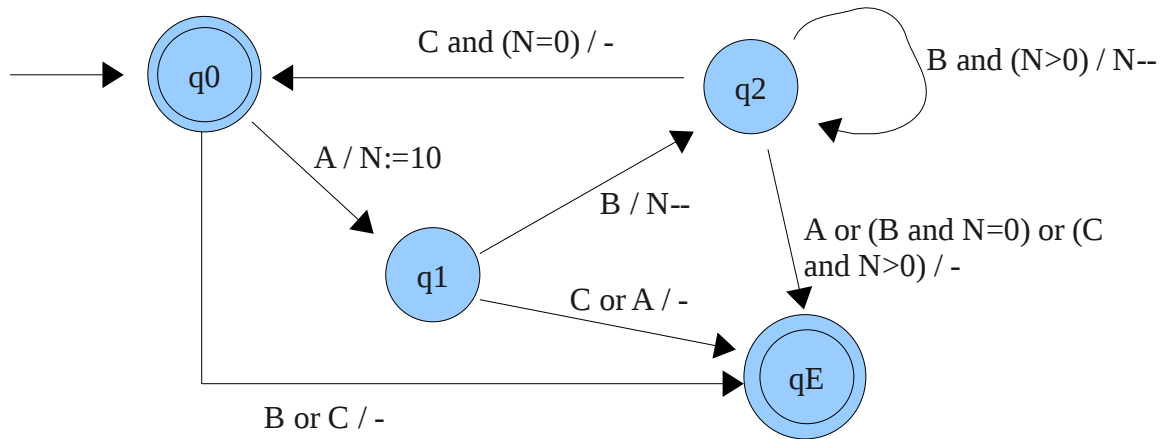 C and (N=0) / -
q0
q2
B and (N>0) / N--
A / N:=10
B / N--
A or (B and N=0) or (C
and N>0) / -
q1
C or A / -
qE
B or C / -